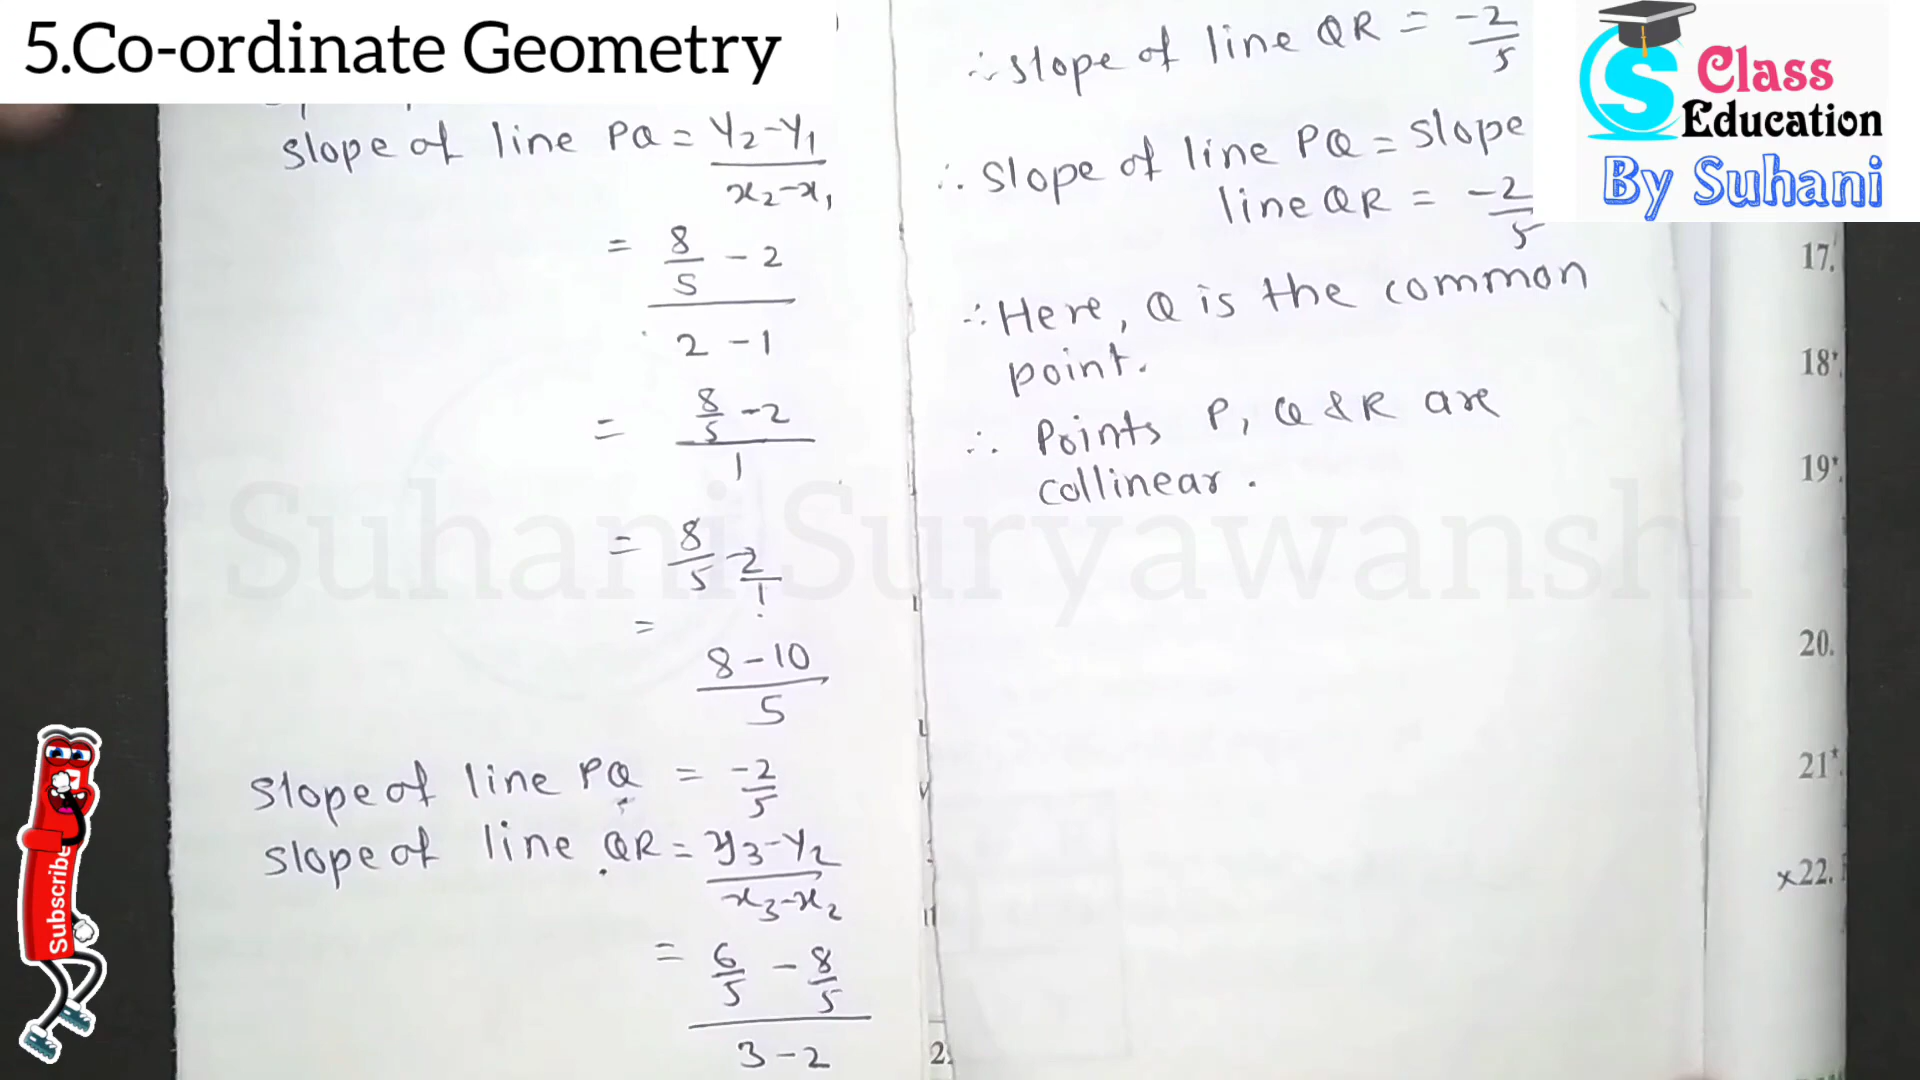 5.Co-ordinate Geometry
slope of line PQ = y₂-y₁
x₂-x₁
= 8/5 - 2
2 - 1
= 8/5 - 2
1
= 8/5 - 2/1
=
8 - 10
5
slope of line PQ = -2/5
slope of line QR = y₃-y₂
x₃-x₂
= 6/5 - 8/5
3 - 2
∴ slope of line QR = -2/5
∴ slope of line PQ = slope
line QR = -2/5
∴ Here, Q is the common
point.
∴ Points P, Q & R are
collinear.
S Class
Education
By Suhani
17.
18*.
19*.
20.
21*.
×22.
2.
Subscribe
Suhani Suryawanshi